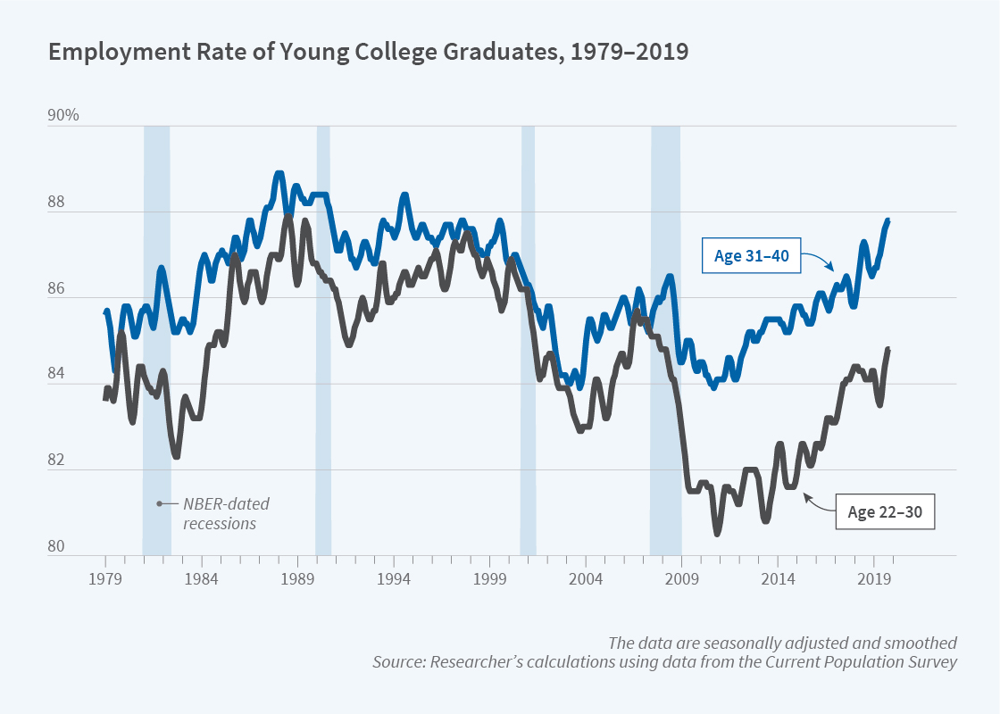 Employment Rate of Young College Graduates, 1979–2019
90%
88
86
84
82
80
Age 31–40
Age 22–30
NBER-dated
recessions
1979 1984 1989 1994 1999 2004 2009 2014 2019
The data are seasonally adjusted and smoothed
Source: Researcher’s calculations using data from the Current Population Survey